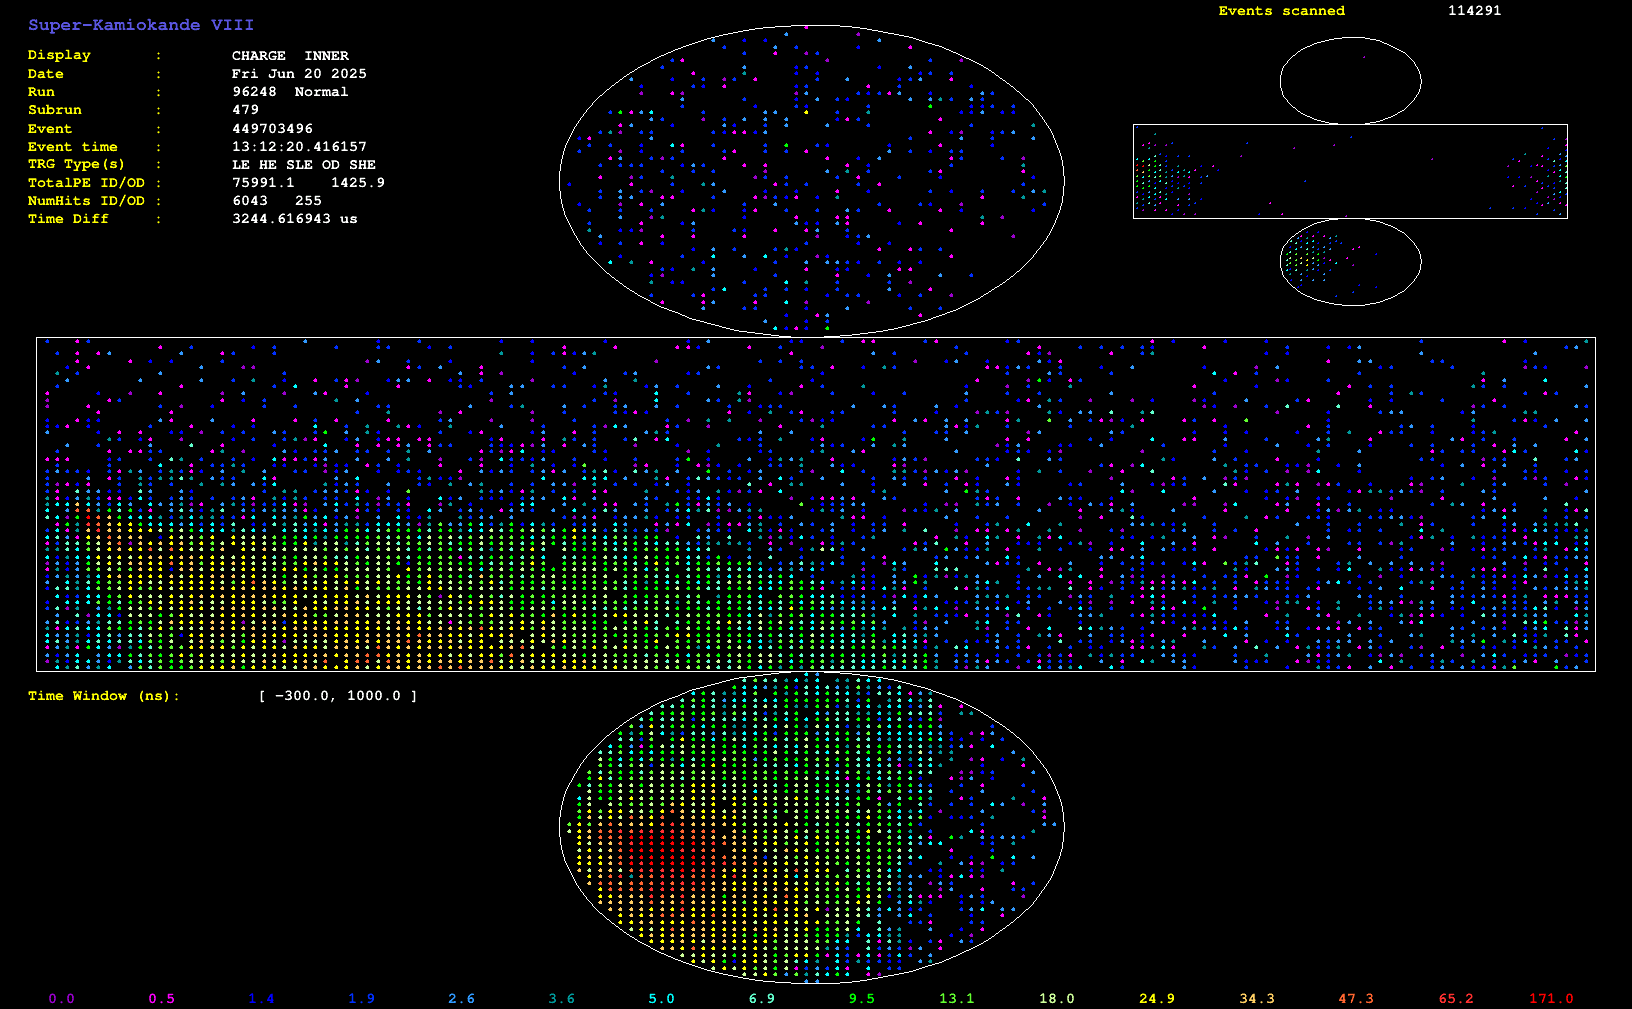 Super-Kamiokande VIII
Events scanned 114291
Display : CHARGE INNER
Date : Fri Jun 20 2025
Run : 96248 Normal
Subrun : 479
Event : 449703496
Event time : 13:12:20.416157
TRG Type(s) : LE HE SLE OD SHE
TotalPE ID/OD : 75991.1 1425.9
NumHits ID/OD : 6043 255
Time Diff : 3244.616943 us
Time Window (ns): [ -300.0, 1000.0 ]
0.0 0.5 1.4 1.9 2.6 3.6 5.0 6.9 9.5 13.1 18.0 24.9 34.3 47.3 65.2 171.0